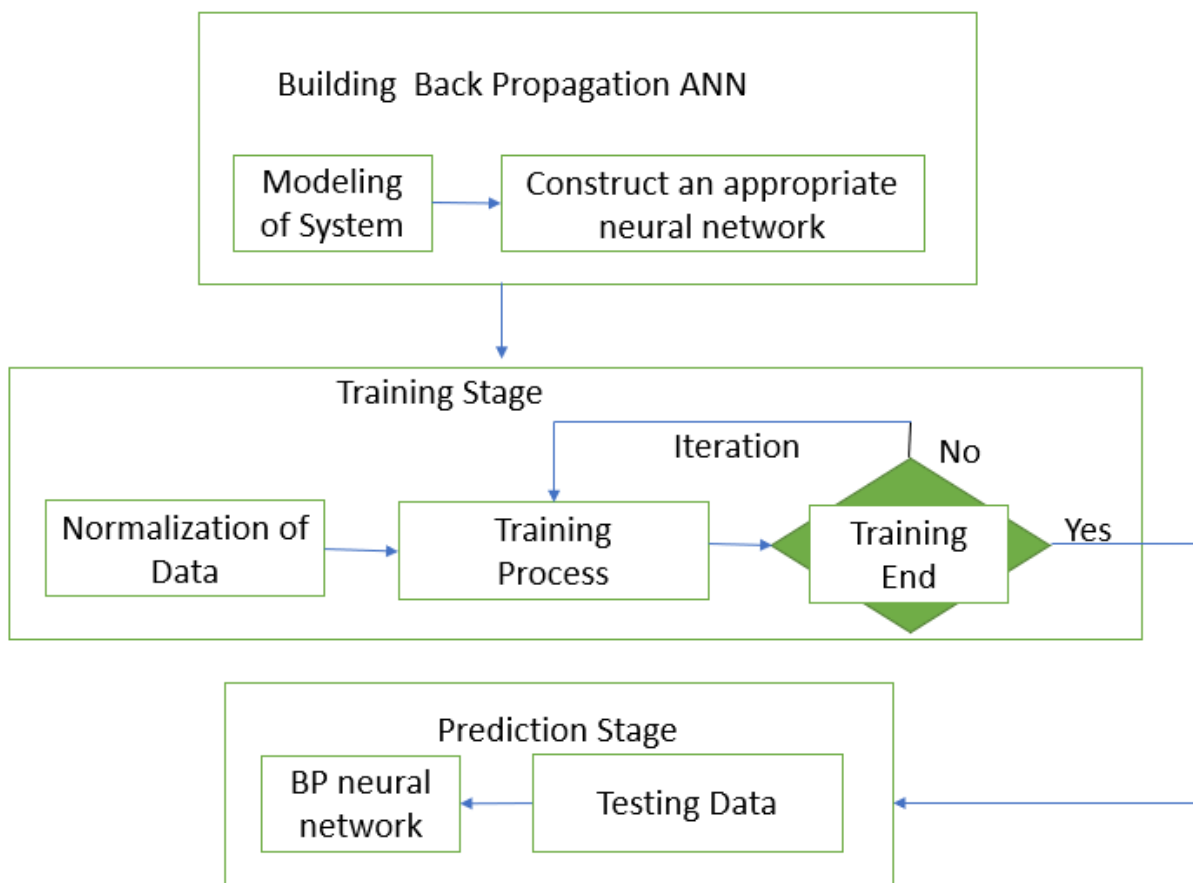 Building  Back Propagation ANN
Modeling
of System
Construct an appropriate
neural network
Training Stage
Iteration
No
Normalization of
Data
Training
Process
Training
End
Yes
Prediction Stage
BP neural
network
Testing Data